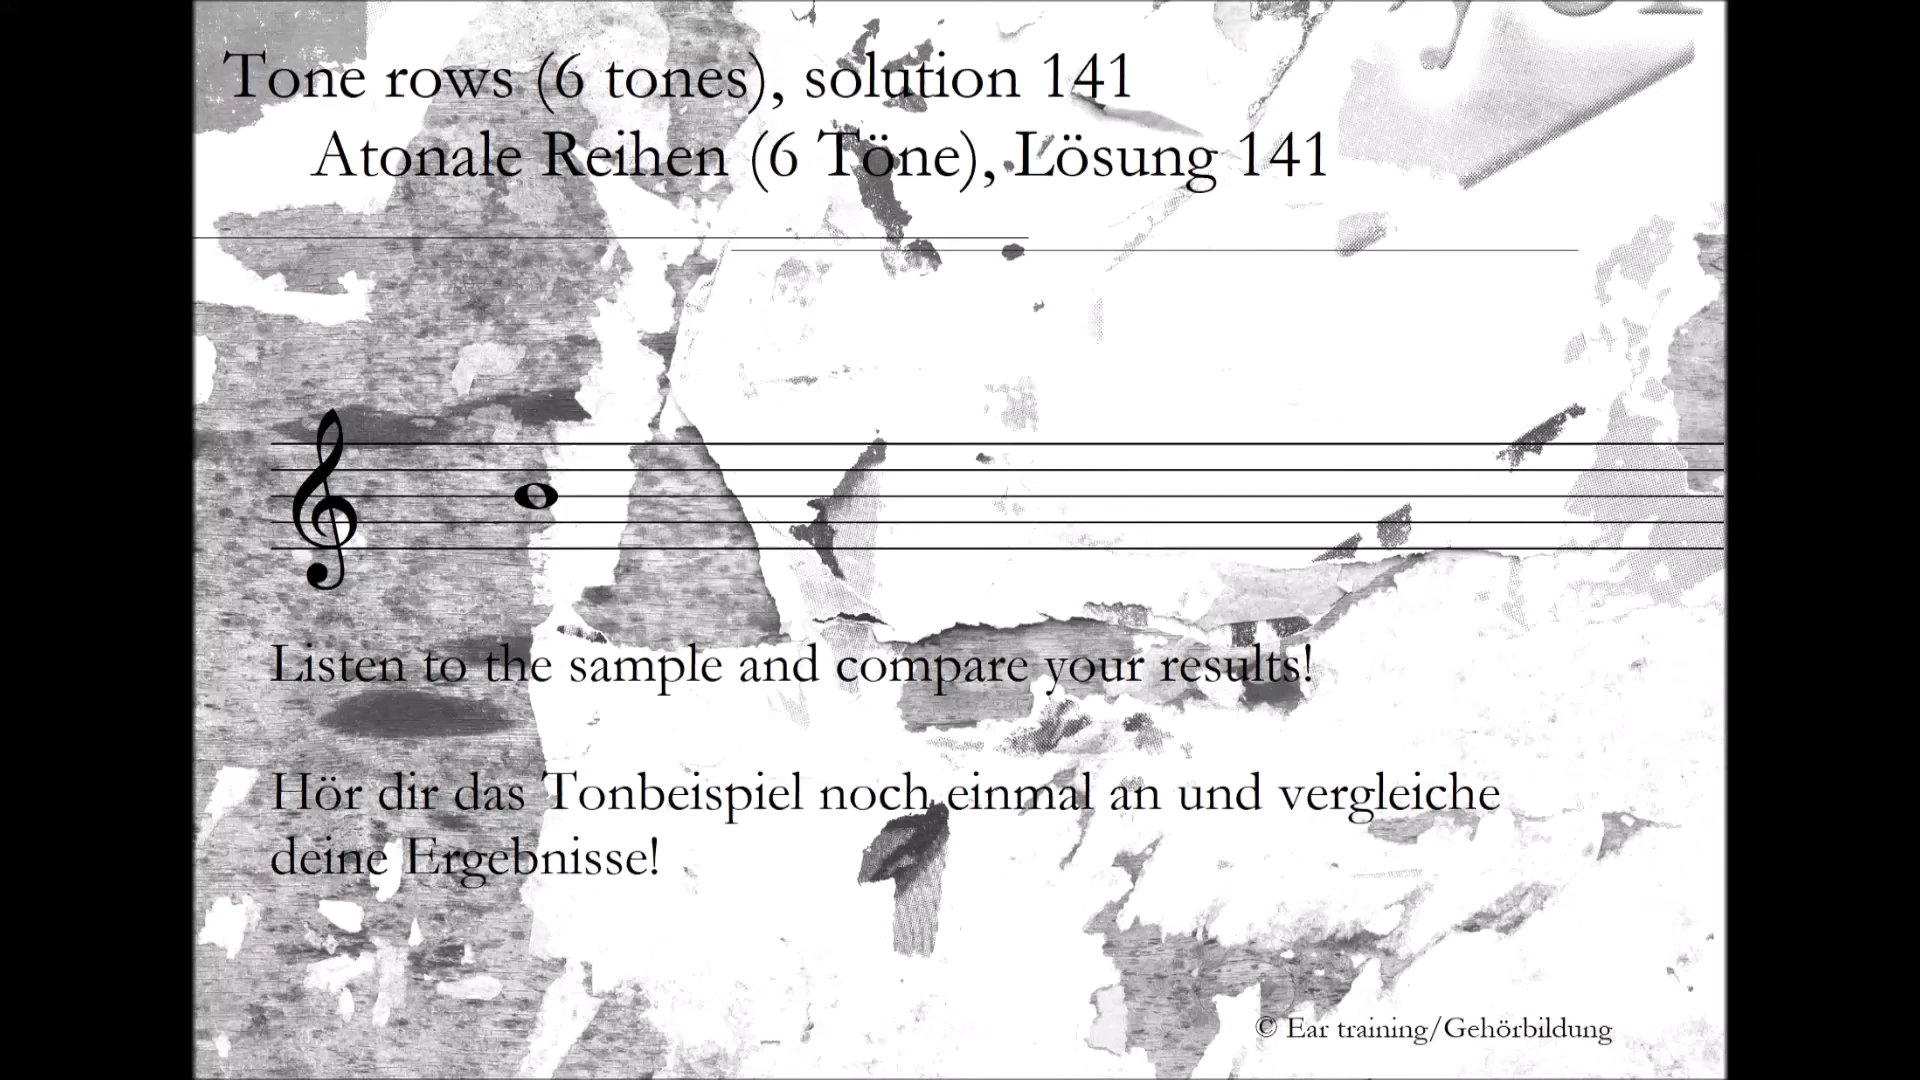 Tone rows (6 tones), solution 141
Atonale Reihen (6 Töne), Lösung 141
Listen to the sample and compare your results!
Hör dir das Tonbeispiel noch einmal an und vergleiche
deine Ergebnisse!
© Ear training/Gehörbildung